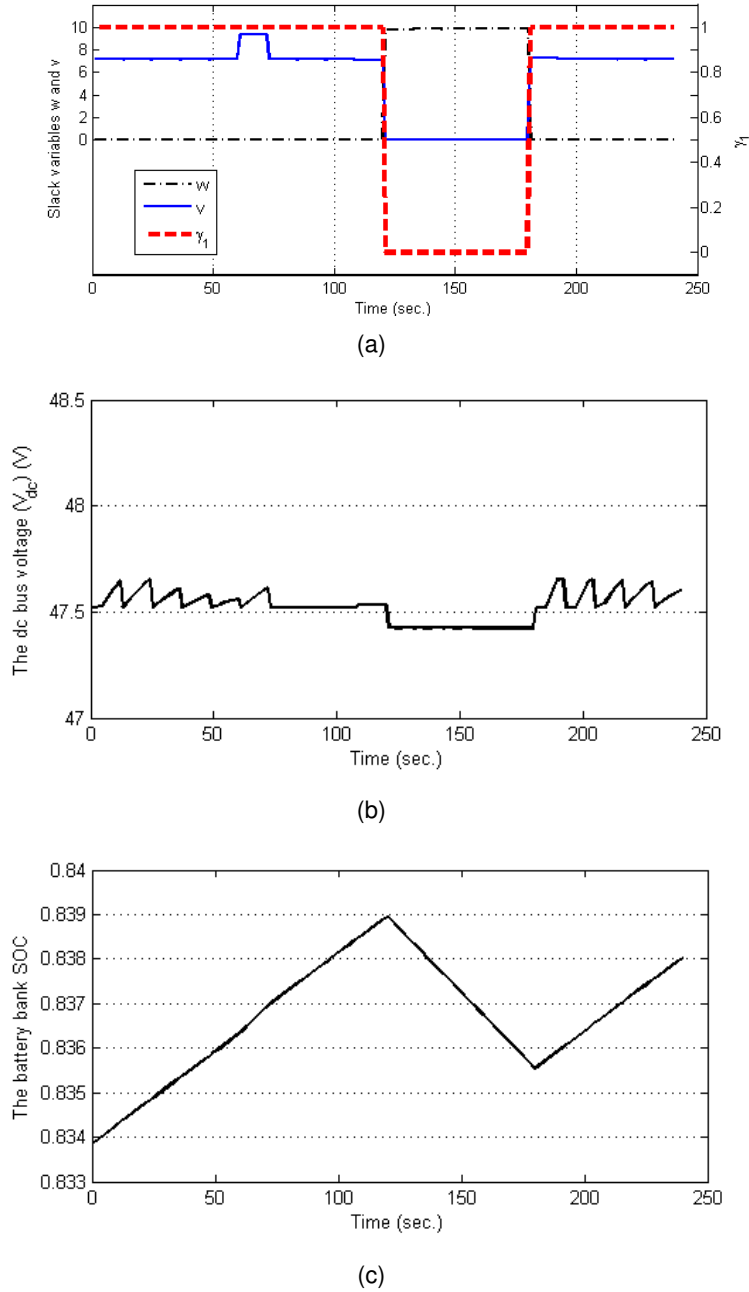 10
8
6
4
2
0
Slack variables w and v
1
0.8
0.6
0.4
0.2
0
γ1
w
v
γ1
0 50 100 150 200 250
Time (sec.)
(a)
48.5
48
47.5
47
The dc bus voltage (Vdc) (V)
0 50 100 150 200 250
Time (sec.)
(b)
0.84
0.839
0.838
0.837
0.836
0.835
0.834
0.833
The battery bank SOC
0 50 100 150 200 250
Time (sec.)
(c)